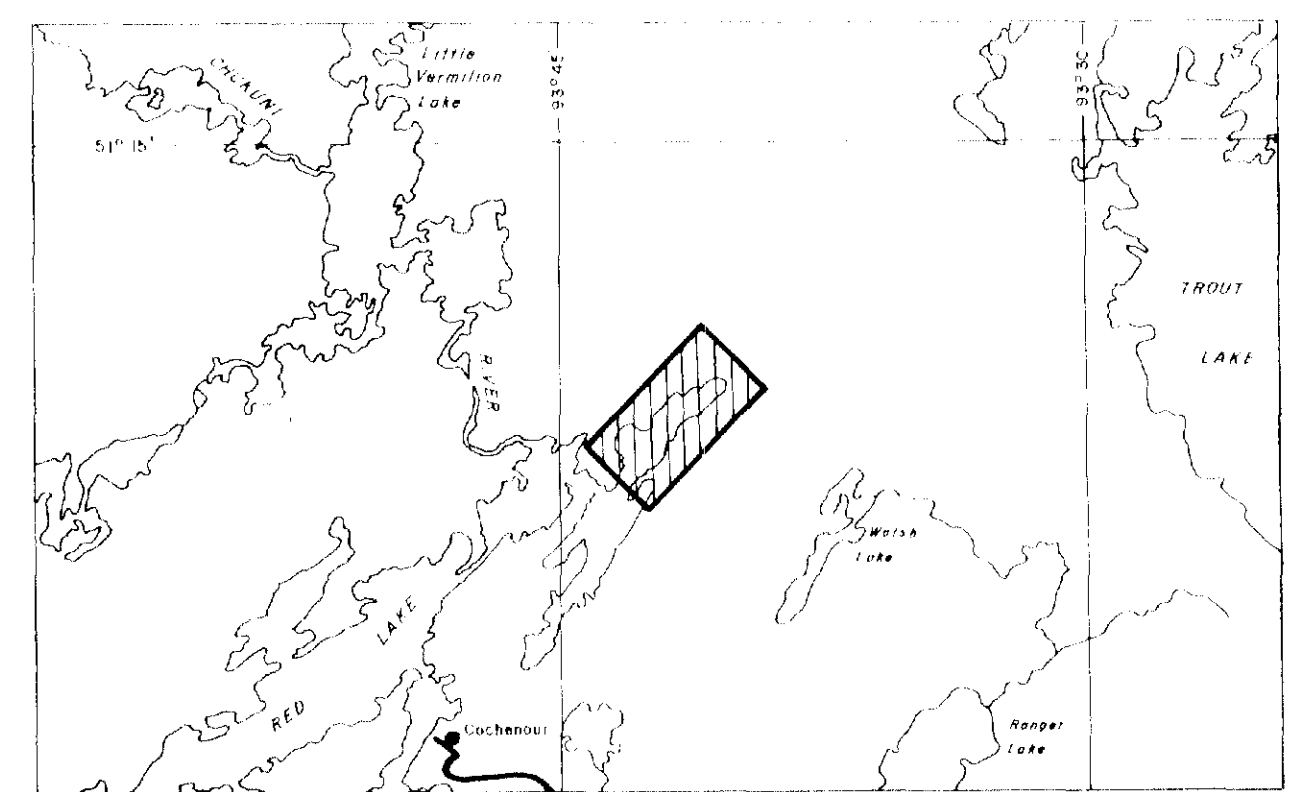 Little
Vermilion
Lake
CHUKUNI
93° 45'
93° 30'
51° 15'
TROUT
LAKE
RIVER
Walsh
Lake
LAKE
RED
Cochenour
Ranger
Lake